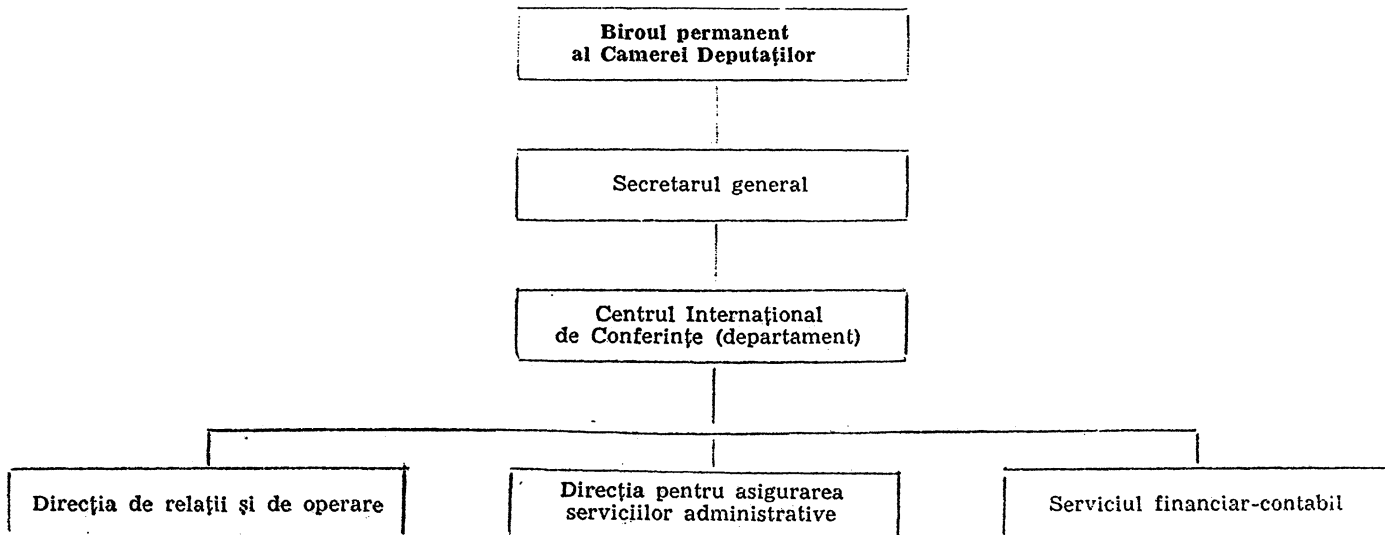 Biroul permanent
al Camerei Deputaţilor
Secretarul general
Centrul Internaţional
de Conferinţe (departament)
Direcţia de relaţii şi de operare
Direcţia pentru asigurarea
serviciilor administrative
Serviciul financiar-contabil